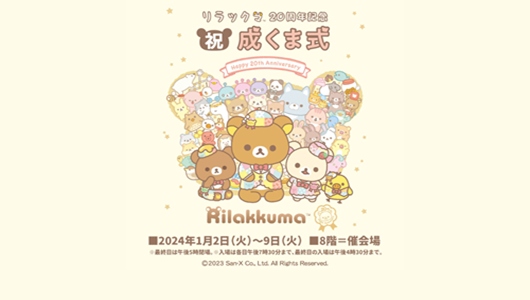 リラックマ 20周年記念
祝 成くま式
Happy 20th Anniversary
Rilakkuma™
■2024年1月2日(火)~9日(火) ■8階=催会場
※最終日は午後5時閉場。※入場は各日午後7時30分まで、最終日の入場は午後4時30分まで。
©2023 San-X Co., Ltd. All Rights Reserved.